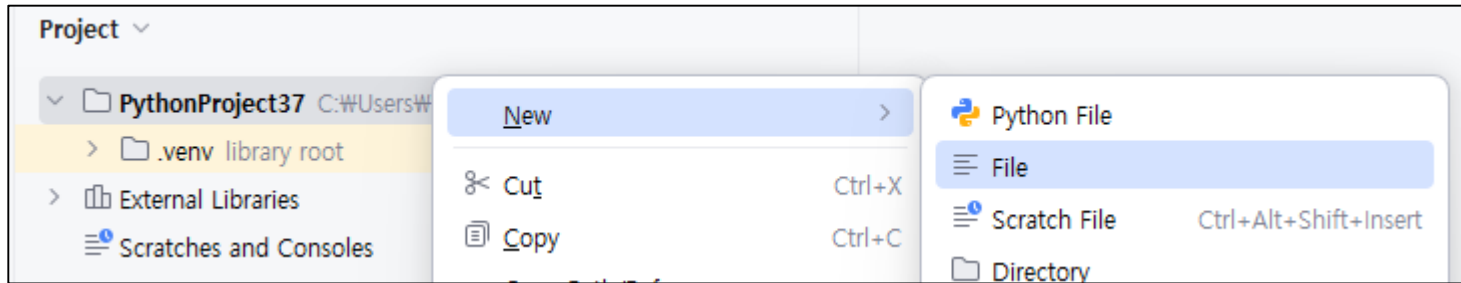 Project
PythonProject37 C:₩Users₩
.venv library root
External Libraries
Scratches and Consoles
New
Cut Ctrl+X
Copy Ctrl+C
Python File
File
Scratch File Ctrl+Alt+Shift+Insert
Directory